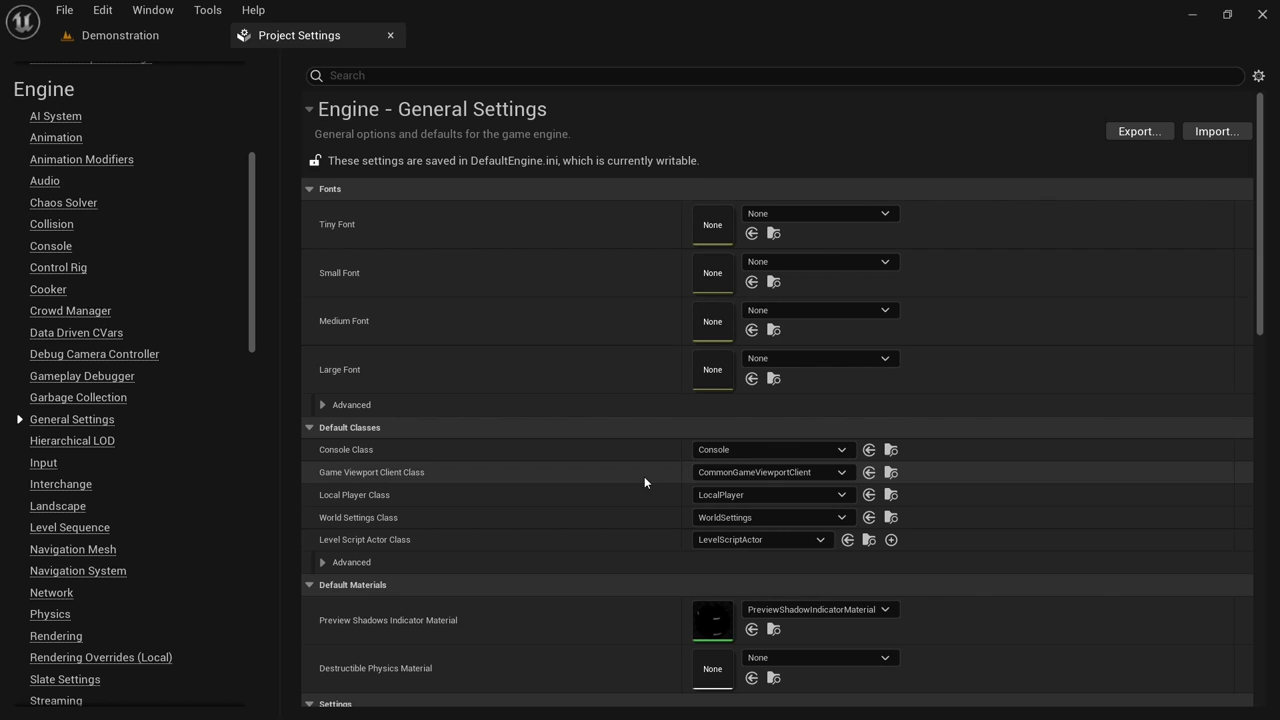 File Edit Window Tools Help
Demonstration
Project Settings
Search
Engine
AI System
Animation
Animation Modifiers
Audio
Chaos Solver
Collision
Console
Control Rig
Cooker
Crowd Manager
Data Driven CVars
Debug Camera Controller
Gameplay Debugger
Garbage Collection
General Settings
Hierarchical LOD
Input
Interchange
Landscape
Level Sequence
Navigation Mesh
Navigation System
Network
Physics
Rendering
Rendering Overrides (Local)
Slate Settings
Streaming
Engine - General Settings
General options and defaults for the game engine.
Export... Import...
These settings are saved in DefaultEngine.ini, which is currently writable.
Fonts
Tiny Font None None
Small Font None None
Medium Font None None
Large Font None None
Advanced
Default Classes
Console Class Console
Game Viewport Client Class CommonGameViewportClient
Local Player Class LocalPlayer
World Settings Class WorldSettings
Level Script Actor Class LevelScriptActor
Advanced
Default Materials
Preview Shadows Indicator Material PreviewShadowIndicatorMaterial
Destructible Physics Material None None
Settings